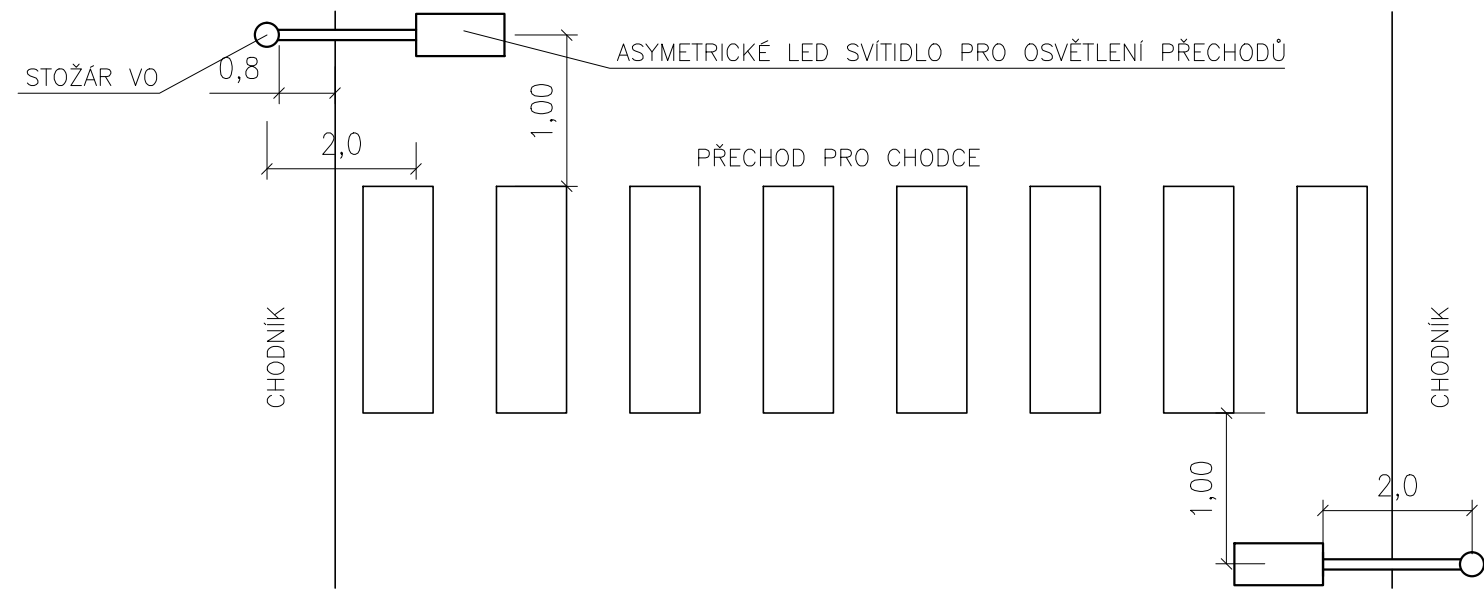 ASYMETRICKÉ LED SVÍTIDLO PRO OSVĚTLENÍ PŘECHODŮ
STOŽÁR VO
0,8
1,00
2,0
PŘECHOD PRO CHODCE
CHODNÍK
CHODNÍK
1,00
2,0